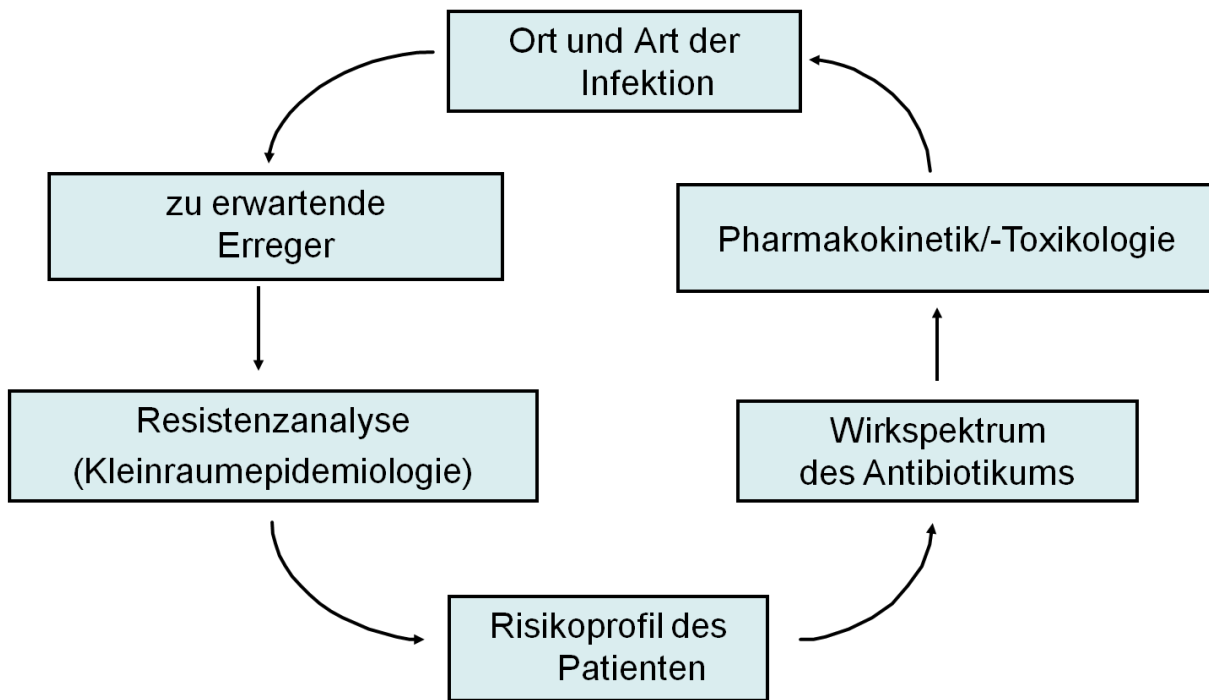 Ort und Art der
Infektion
zu erwartende
Erreger
Resistenzanalyse
(Kleinraumepidemiologie)
Risikoprofil des
Patienten
Wirkspektrum
des Antibiotikums
Pharmakokinetik/-Toxikologie